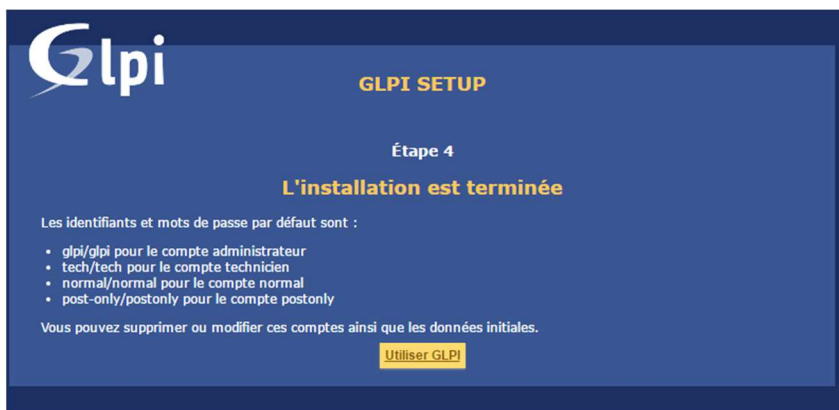 Glpi
GLPI SETUP
Étape 4
L'installation est terminée
Les identifiants et mots de passe par défaut sont :
• glpi/glpi pour le compte administrateur
• tech/tech pour le compte technicien
• normal/normal pour le compte normal
• post-only/postonly pour le compte postonly
Vous pouvez supprimer ou modifier ces comptes ainsi que les données initiales.
Utiliser GLPI